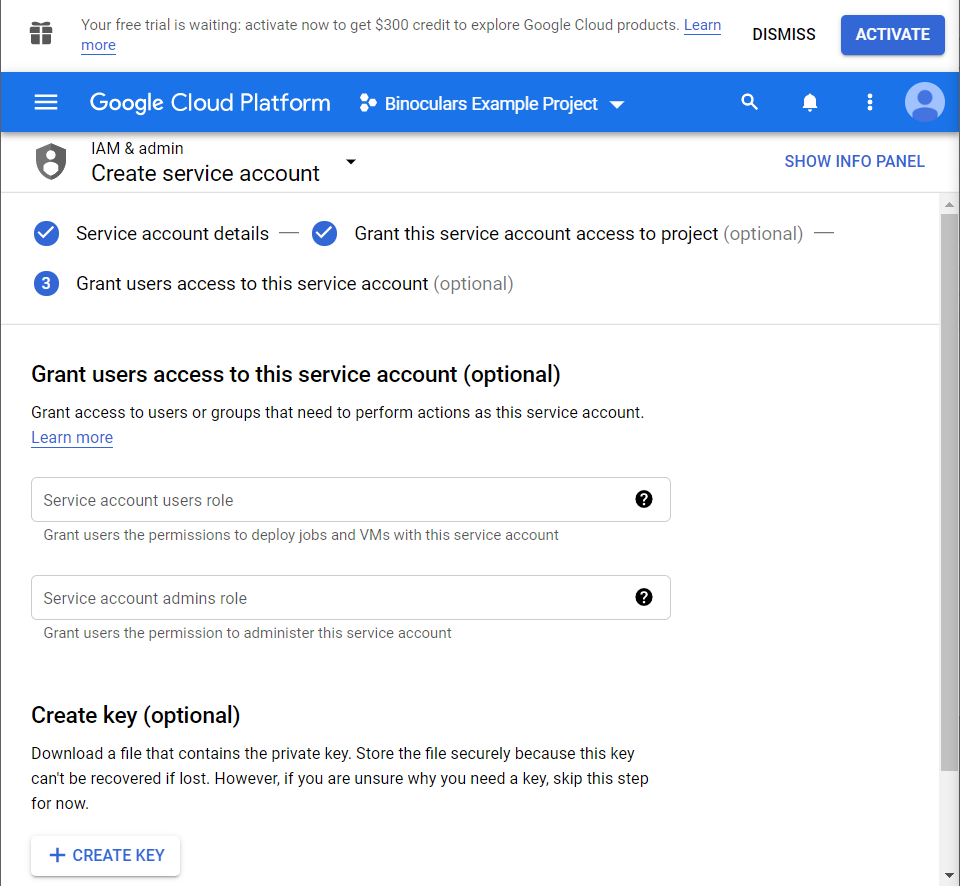 Your free trial is waiting: activate now to get $300 credit to explore Google Cloud products. Learn
more
DISMISS
ACTIVATE
Google Cloud Platform
Binoculars Example Project
IAM & admin
Create service account
SHOW INFO PANEL
Service account details
Grant this service account access to project (optional)
3
Grant users access to this service account (optional)
Grant users access to this service account (optional)
Grant access to users or groups that need to perform actions as this service account.
Learn more
Service account users role
?
Grant users the permissions to deploy jobs and VMs with this service account
Service account admins role
?
Grant users the permission to administer this service account
Create key (optional)
Download a file that contains the private key. Store the file securely because this key
can't be recovered if lost. However, if you are unsure why you need a key, skip this step
for now.
+ CREATE KEY